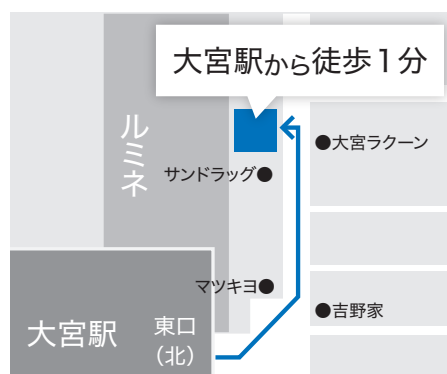 大宮駅から徒歩1分
ルミネ
●大宮ラクーン
サンドラッグ●
マツキヨ●
●吉野家
大宮駅
東口
（北）